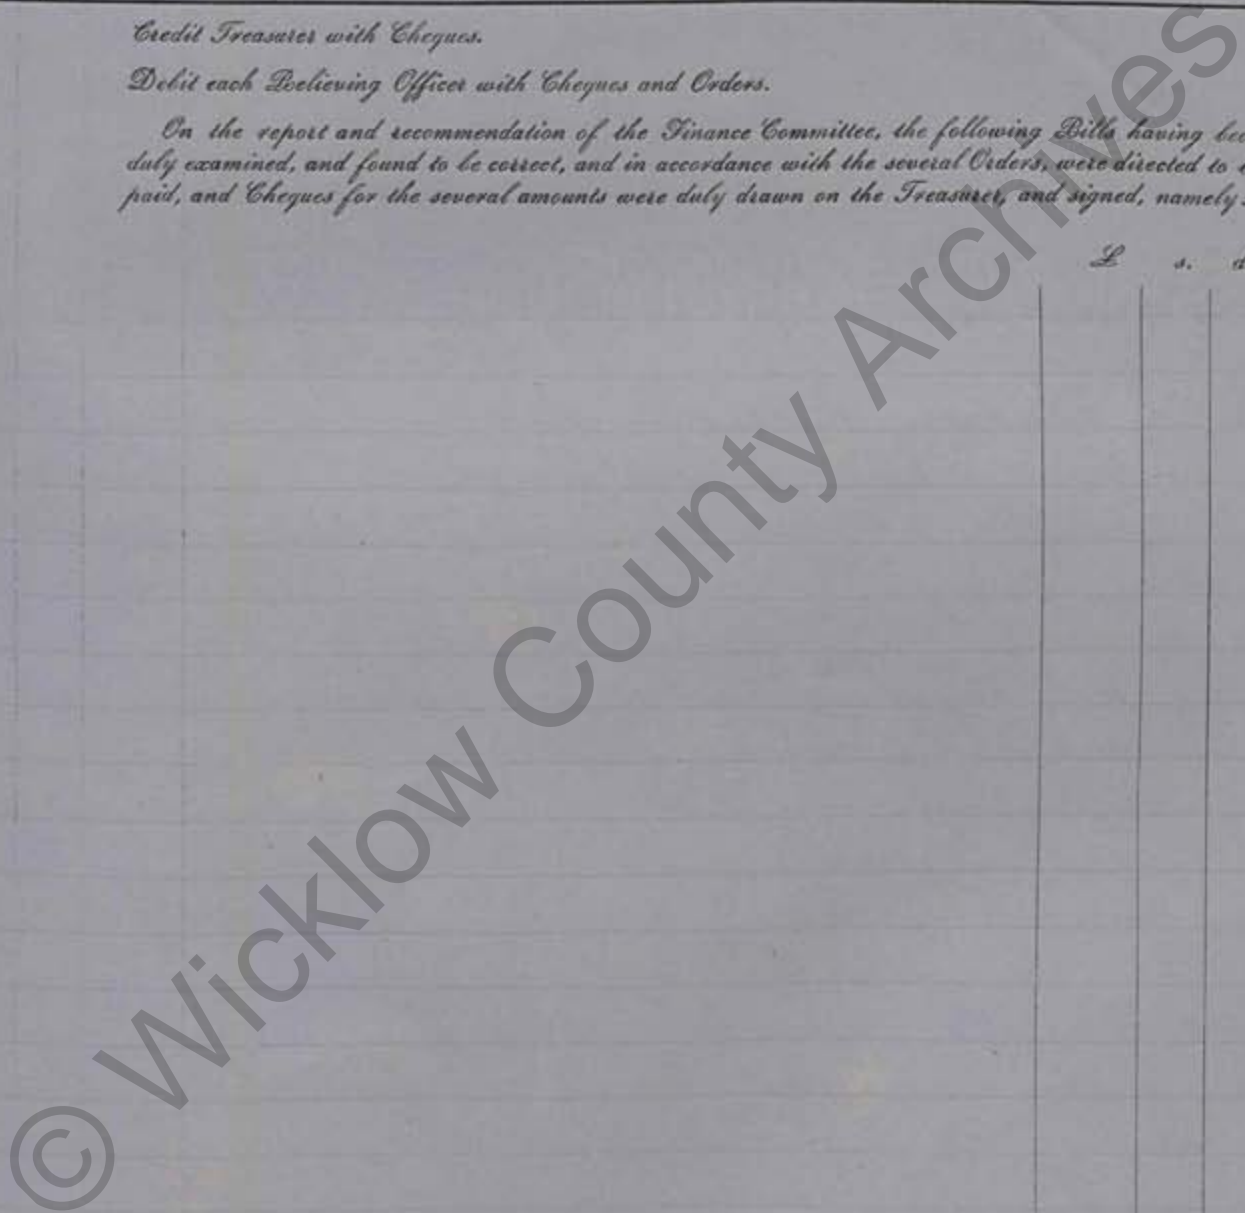 Credit Treasurer with Cheques.
Debit each Relieving Officer with Cheques and Orders.
On the report and recommendation of the Finance Committee, the following Bills having bee
duly examined, and found to be correct, and in accordance with the several Orders, were directed to
paid, and Cheques for the several amounts were duly drawn on the Treasurer, and signed, namely:
£ s. d
© Wicklow County Archives